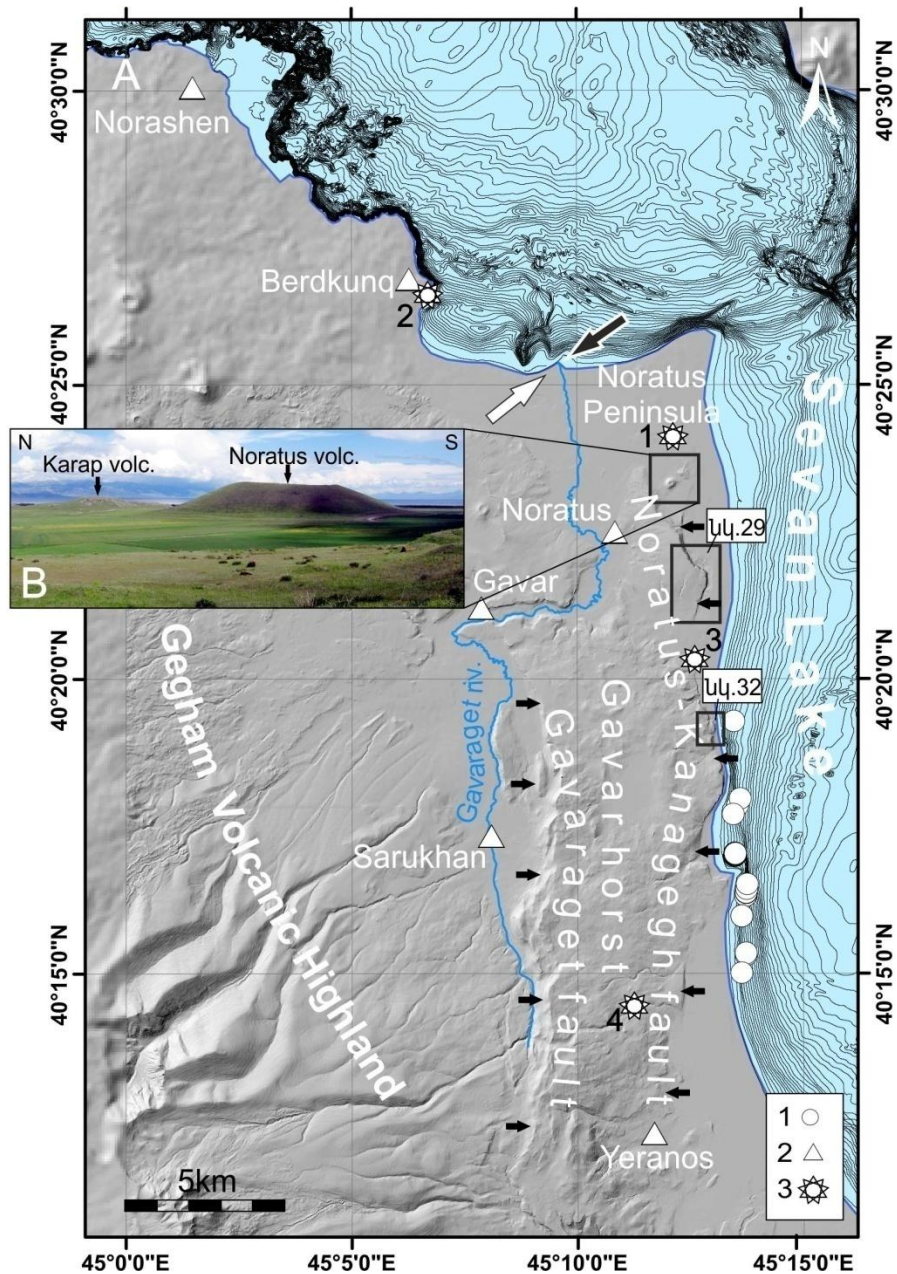 A
N
Norashen
Berdkunq
2
Noratus
Peninsula
1
N
S
Karap volc.
Noratus volc.
B
Noratus
նկ.29
Gavar
3
նկ.32
Sevan Lake
Noratus-Kanagegh fault
Gavar horst
Gavaraget fault
Gavaraget riv.
Gegham Volcanic Highland
Sarukhan
4
Yeranos
5km
1
2
3
40°30'0"N
40°25'0"N
40°20'0"N
40°15'0"N
40°30'0"N
40°25'0"N
40°20'0"N
40°15'0"N
45°0'0"E
45°5'0"E
45°10'0"E
45°15'0"E